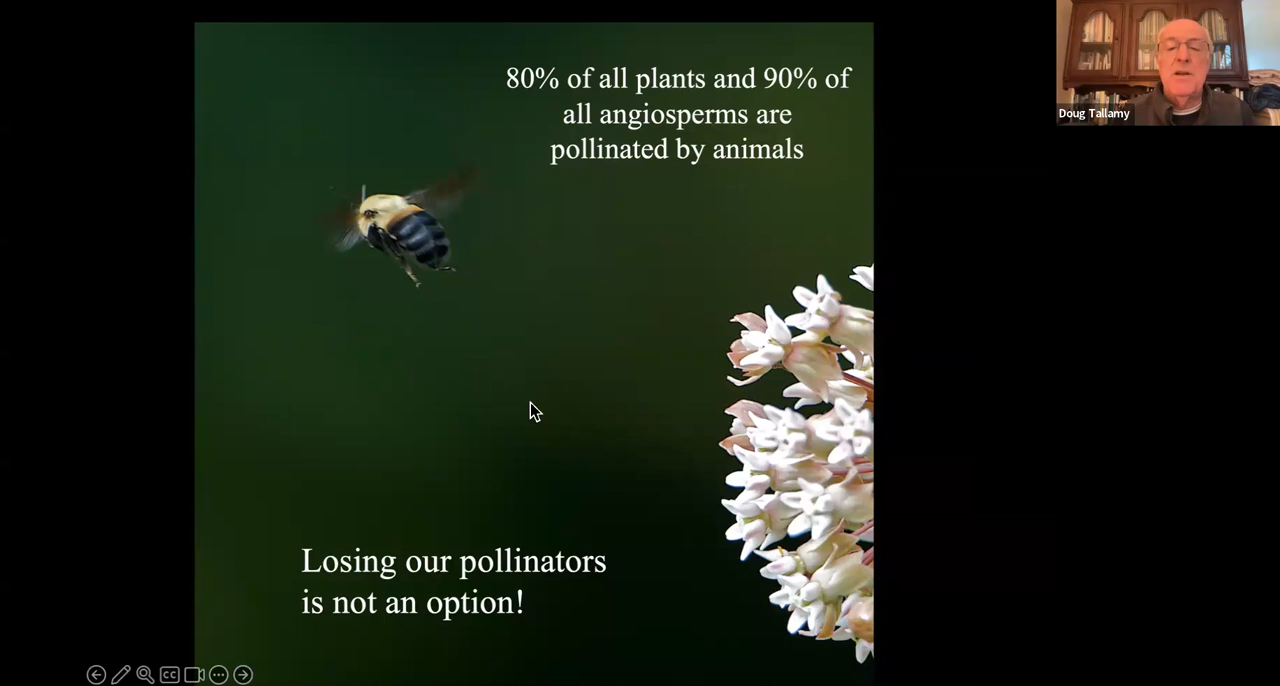 80% of all plants and 90% of
all angiosperms are
pollinated by animals
Doug Tallamy
Losing our pollinators
is not an option!
CC